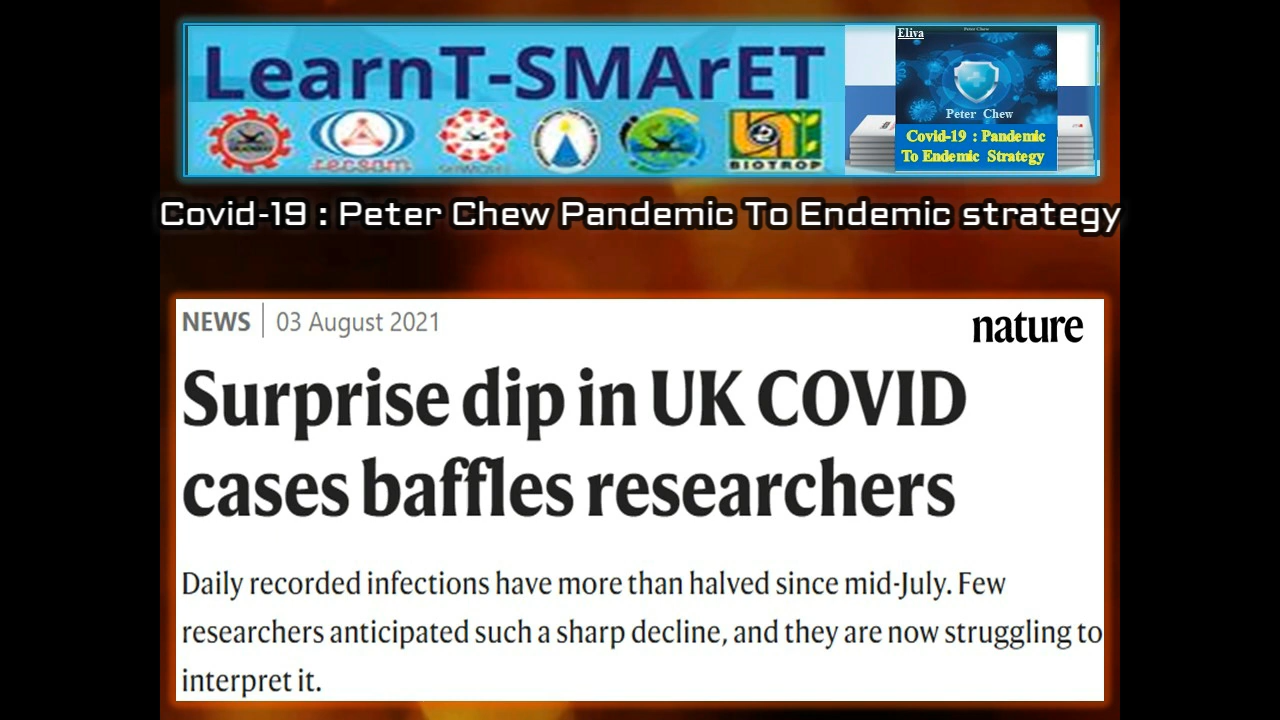 LearnT-SMArET
Eliva
Peter Chew
Peter Chew
Covid-19 : Pandemic
To Endemic Strategy
recsam
BIOTROP
Covid-19 : Peter Chew Pandemic To Endemic strategy
NEWS | 03 August 2021
nature
Surprise dip in UK COVID
cases baffles researchers
Daily recorded infections have more than halved since mid-July. Few
researchers anticipated such a sharp decline, and they are now struggling to
interpret it.